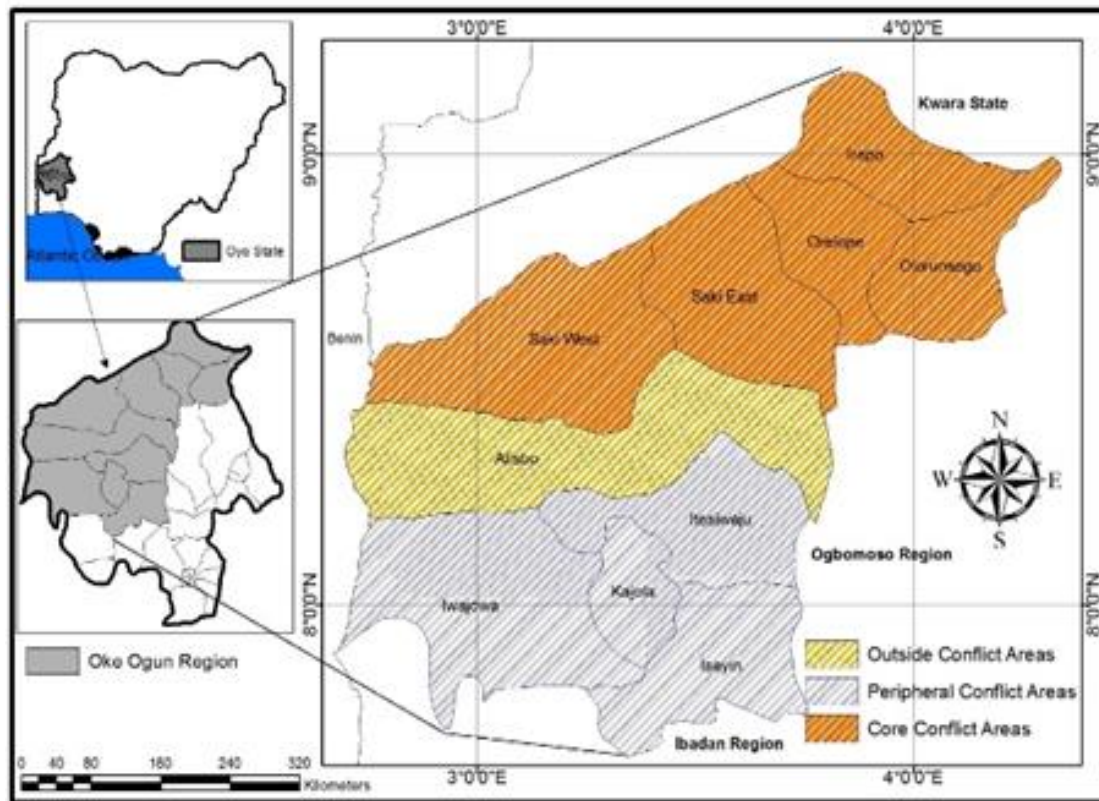 3°0'0"E
4°0'0"E
Kwara State
9°0'0"N
9°0'0"N
Irepo
Orelope
Olorunsogo
Saki East
Saki West
Benin
Oyo State
Atisbo
Itesiwaju
Ogbomoso Region
N
W
E
S
8°0'0"N
8°0'0"N
Iwajowa
Kajola
Iseyin
Ibadan Region
Outside Conflict Areas
Peripheral Conflict Areas
Core Conflict Areas
Oke Ogun Region
0 20 40 80 160 240 320
Kilometers
3°0'0"E
4°0'0"E